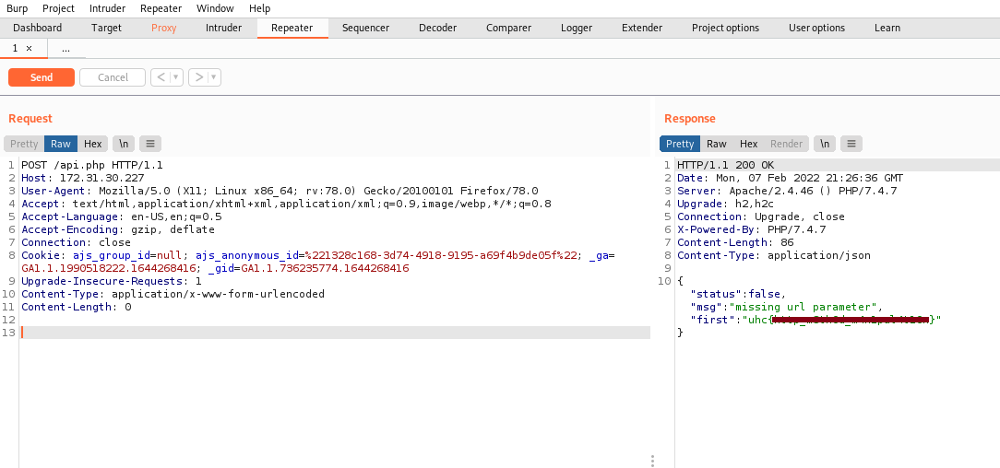 Burp Project Intruder Repeater Window Help
Dashboard Target Proxy Intruder Repeater Sequencer Decoder Comparer Logger Extender Project options User options Learn
1 × ...
Send Cancel < >
Request
Pretty Raw Hex \n
1 POST /api.php HTTP/1.1
2 Host: 172.31.30.227
3 User-Agent: Mozilla/5.0 (X11; Linux x86_64; rv:78.0) Gecko/20100101 Firefox/78.0
4 Accept: text/html,application/xhtml+xml,application/xml;q=0.9,image/webp,*/*;q=0.8
5 Accept-Language: en-US,en;q=0.5
6 Accept-Encoding: gzip, deflate
7 Connection: close
8 Cookie: ajs_group_id=null; ajs_anonymous_id=%221328c168-3d74-4918-9195-a69f4b9de05f%22; _ga=
GA1.1.1990518222.1644268416; _gid=GA1.1.736235774.1644268416
9 Upgrade-Insecure-Requests: 1
10 Content-Type: application/x-www-form-urlencoded
11 Content-Length: 0
12
13
Response
Pretty Raw Hex Render \n
1 HTTP/1.1 200 OK
2 Date: Mon, 07 Feb 2022 21:26:36 GMT
3 Server: Apache/2.4.46 () PHP/7.4.7
4 Upgrade: h2,h2c
5 Connection: Upgrade, close
6 X-Powered-By: PHP/7.4.7
7 Content-Length: 86
8 Content-Type: application/json
9
10 {
"status":false,
"msg":"missing url parameter",
"first":"uhc{}"
}